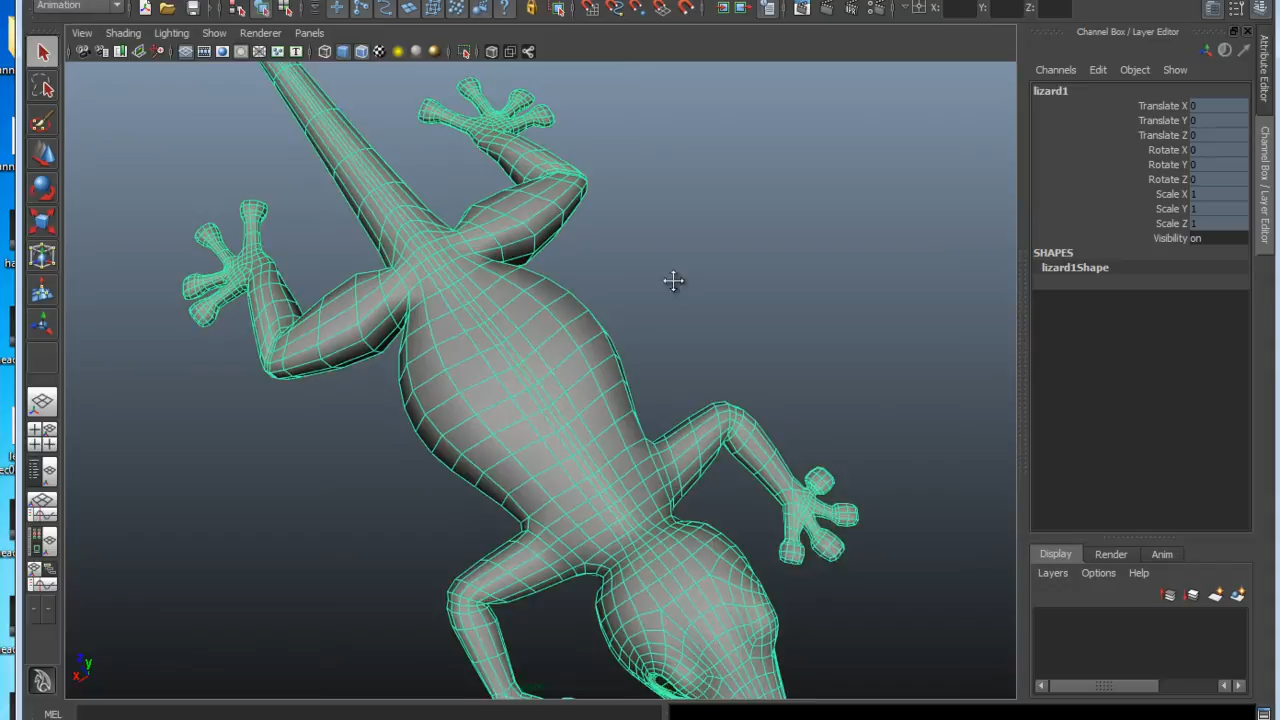 Animation
X:
Y:
Z:
View Shading Lighting Show Renderer Panels
Channel Box / Layer Editor
Channels Edit Object Show
lizard1
Translate X 0
Translate Y 0
Translate Z 0
Rotate X 0
Rotate Y 0
Rotate Z 0
Scale X 1
Scale Y 1
Scale Z 1
Visibility on
SHAPES
lizard1Shape
Display Render Anim
Layers Options Help
Attribute Editor
Channel Box / Layer Editor
z
y
x
MEL